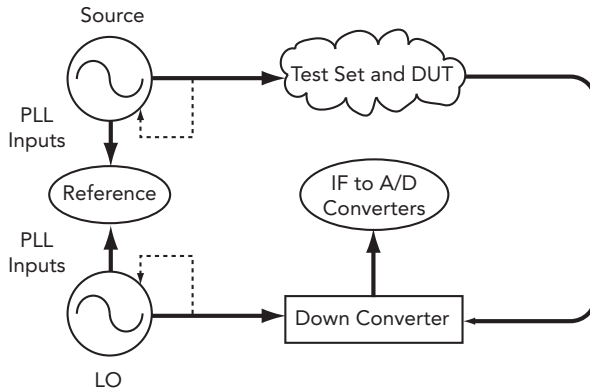 Source
Test Set and DUT
PLL
Inputs
Reference
IF to A/D
Converters
PLL
Inputs
Down Converter
LO